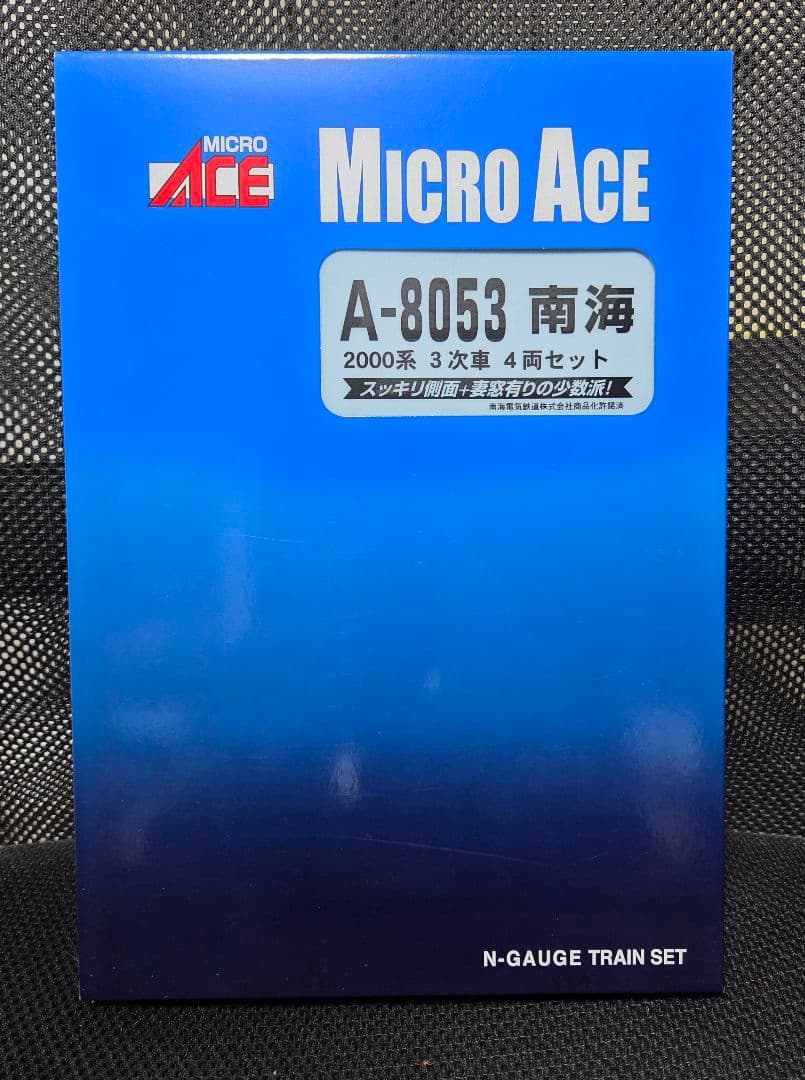 MICRO
ACE
MICRO ACE
A-8053 南海
2000系 3次車 4両セット
スッキリ側面+妻窓有りの少数派!
南海電気鉄道株式会社商品化許諾済
N-GAUGE TRAIN SET